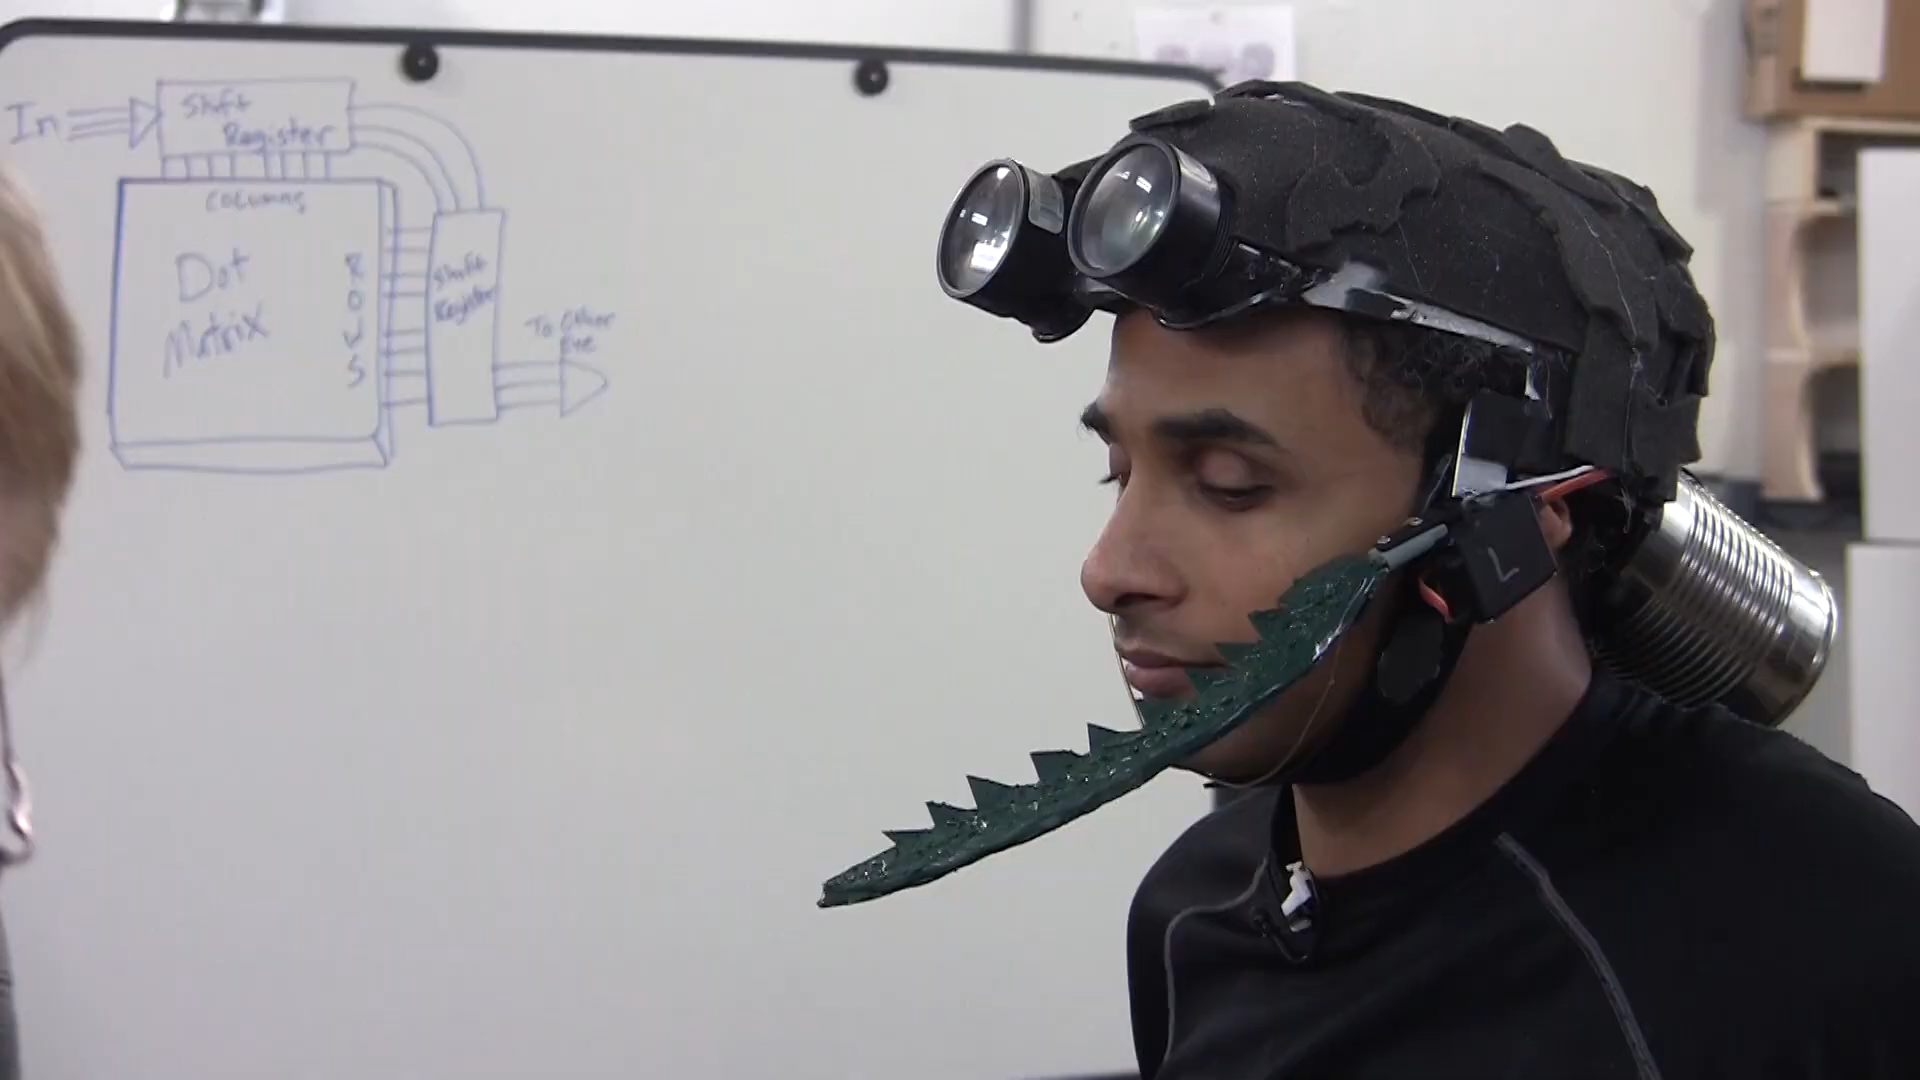 In
Shift
Register
COLUMNS
Dot
Matrix
ROWS
Shift
Register
To Other
Eye
L